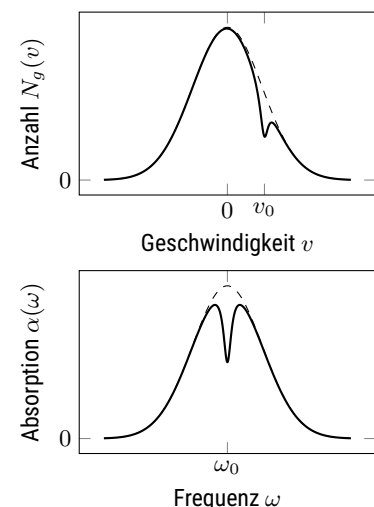 Anzahl N_g(v)
0
0 v_0
Geschwindigkeit v
Absorption α(ω)
0
ω_0
Frequenz ω